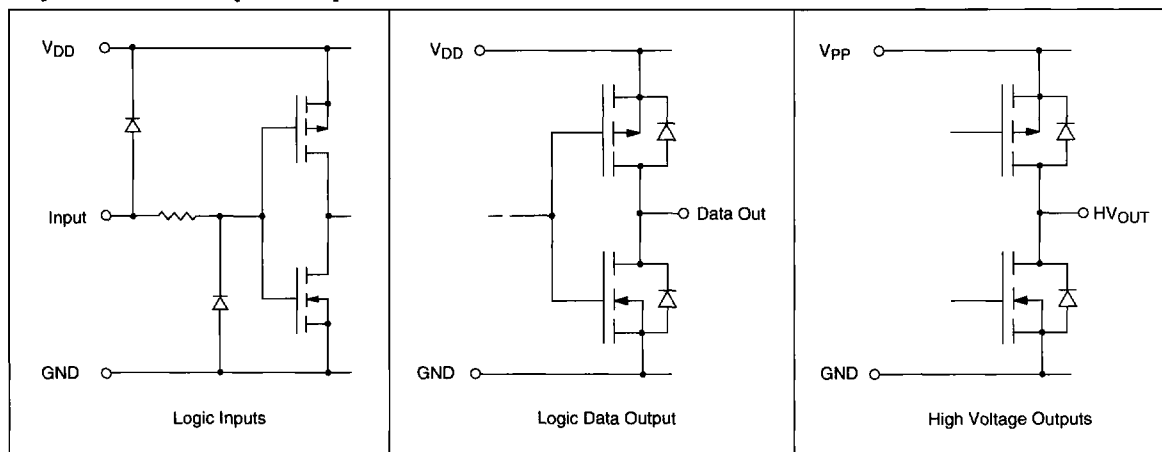 VDD
Input
GND
Logic Inputs
VDD
Data Out
GND
Logic Data Output
VPP
HVOUT
GND
High Voltage Outputs